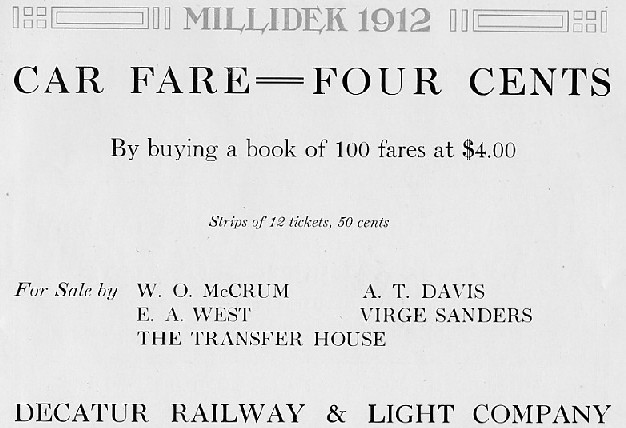 MILLIDEK 1912
CAR FARE=FOUR CENTS
By buying a book of 100 fares at $4.00
Strips of 12 tickets, 50 cents
For Sale by W. O. McCRUM A. T. DAVIS
E. A. WEST VIRGE SANDERS
THE TRANSFER HOUSE
DECATUR RAILWAY & LIGHT COMPANY